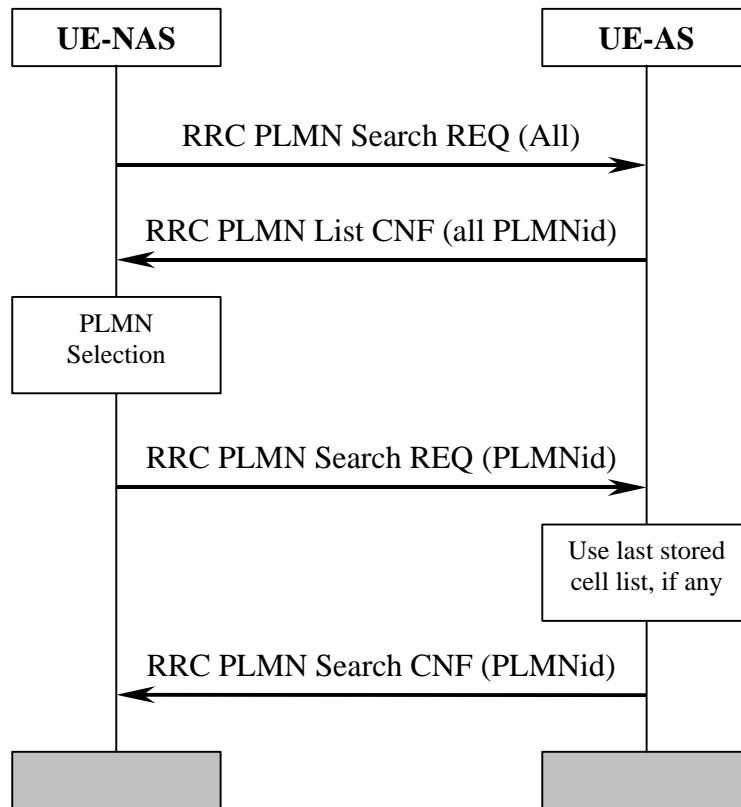 UE-NAS
UE-AS
RRC PLMN Search REQ (All)
RRC PLMN List CNF (all PLMNid)
PLMN
Selection
RRC PLMN Search REQ (PLMNid)
Use last stored
cell list, if any
RRC PLMN Search CNF (PLMNid)